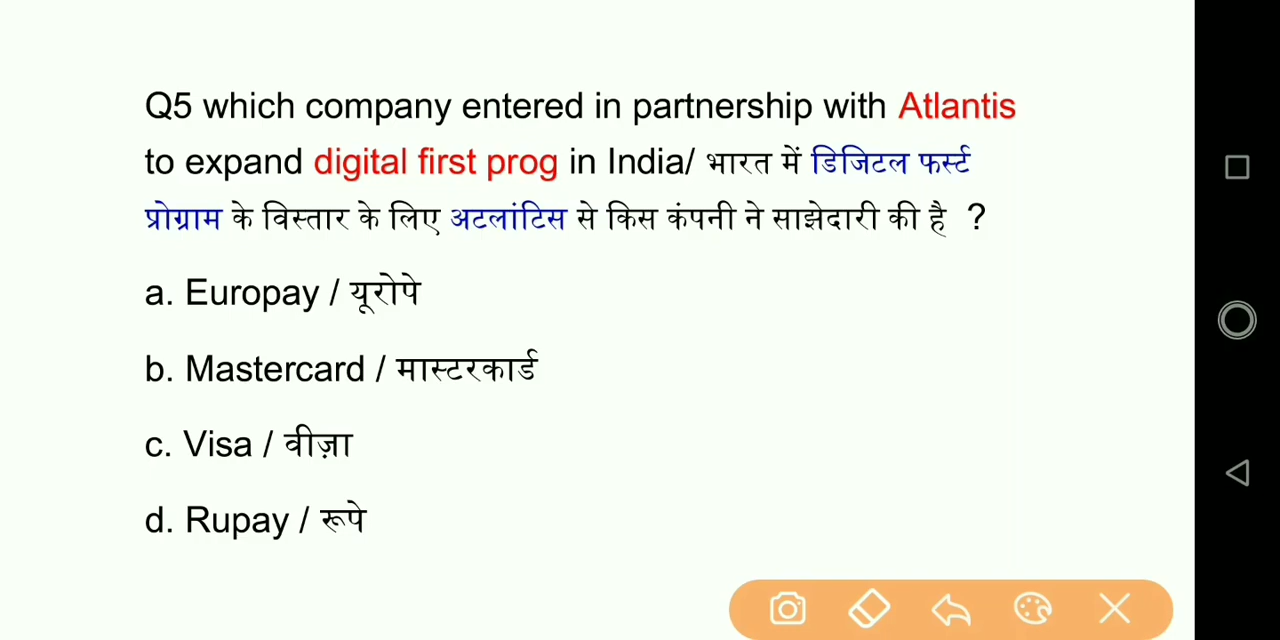 Q5 which company entered in partnership with Atlantis
to expand digital first prog in India/ भारत में डिजिटल फर्स्ट
प्रोग्राम के विस्तार के लिए अटलांटिस से किस कंपनी ने साझेदारी की है ?
a. Europay / यूरोपे
b. Mastercard / मास्टरकार्ड
c. Visa / वीज़ा
d. Rupay / रूपे